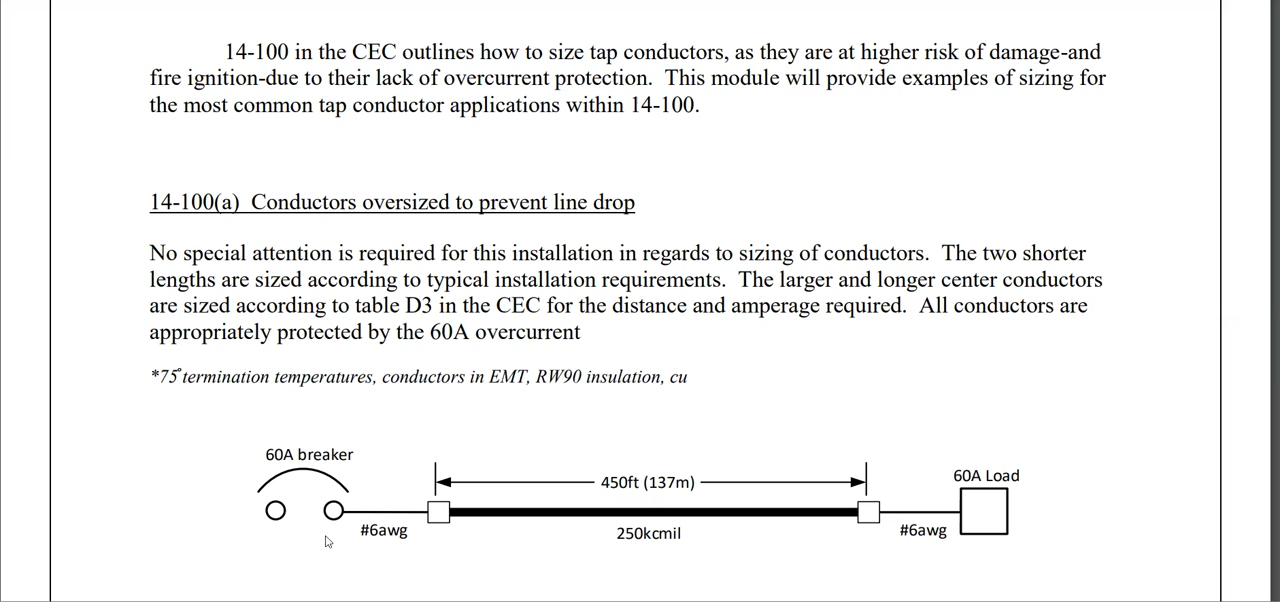 14-100 in the CEC outlines how to size tap conductors, as they are at higher risk of damage-and
fire ignition-due to their lack of overcurrent protection.  This module will provide examples of sizing for
the most common tap conductor applications within 14-100.
14-100(a)  Conductors oversized to prevent line drop
No special attention is required for this installation in regards to sizing of conductors.  The two shorter
lengths are sized according to typical installation requirements.  The larger and longer center conductors
are sized according to table D3 in the CEC for the distance and amperage required.  All conductors are
appropriately protected by the 60A overcurrent
*75° termination temperatures, conductors in EMT, RW90 insulation, cu
60A breaker
450ft (137m)
60A Load
#6awg
250kcmil
#6awg